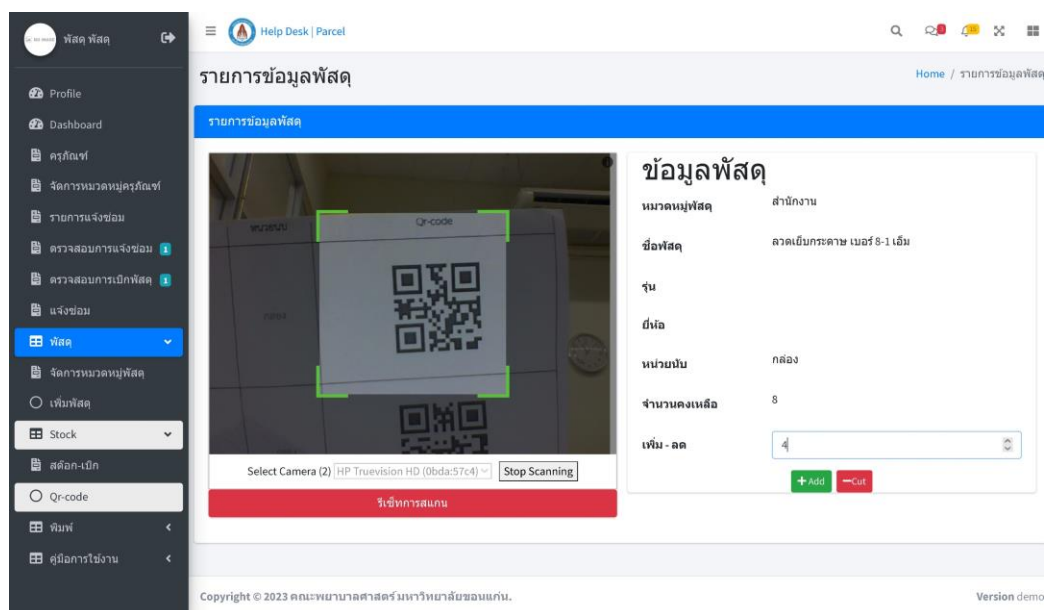 พัสดุ พัสดุ
Help Desk | Parcel
Profile
Dashboard
ครุภัณฑ์
จัดการหมวดหมู่ครุภัณฑ์
รายการแจ้งซ่อม
ตรวจสอบการแจ้งซ่อม 1
ตรวจสอบการเบิกพัสดุ 1
แจ้งซ่อม
พัสดุ
จัดการหมวดหมู่พัสดุ
เพิ่มพัสดุ
Stock
สต๊อก-เบิก
Qr-code
พิมพ์
คู่มือการใช้งาน
รายการข้อมูลพัสดุ
Home / รายการข้อมูลพัสดุ
รายการข้อมูลพัสดุ
หน่วยนับ
Qr-code
กล่อง
Select Camera (2) HP Truevision HD (0bda:57c4) Stop Scanning
รีเซ็ทการสแกน
ข้อมูลพัสดุ
หมวดหมู่พัสดุ สำนักงาน
ชื่อพัสดุ ลวดเย็บกระดาษ เบอร์ 8-1 เอ็ม
รุ่น
ยี่ห้อ
หน่วยนับ กล่อง
จำนวนคงเหลือ 8
เพิ่ม - ลด 4
Add Cut
Copyright © 2023 คณะพยาบาลศาสตร์ มหาวิทยาลัยขอนแก่น.
Version demo